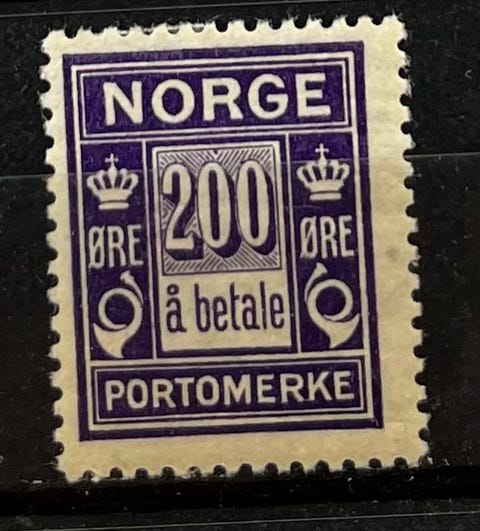 NORGE
200
ØRE ØRE
å betale
PORTOMERKE